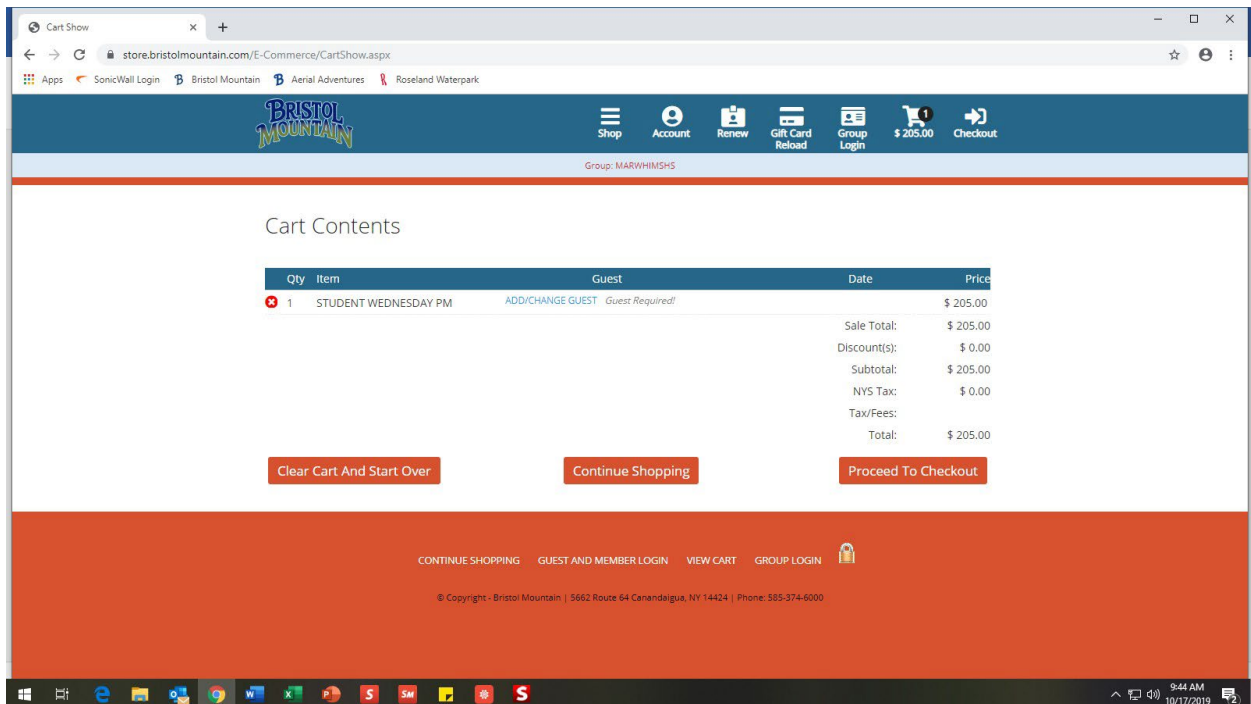 Cart Show
store.bristolmountain.com/E-Commerce/CartShow.aspx
Apps SonicWall Login B Bristol Mountain B Aerial Adventures R Roseland Waterpark
BRISTOL MOUNTAIN
Shop Account Renew Gift Card Reload Group Login 1 $ 205.00 Checkout
Group: MARWHIMSHS
Cart Contents
Qty Item Guest Date Price
1 STUDENT WEDNESDAY PM ADD/CHANGE GUEST Guest Required! $ 205.00
Sale Total: $ 205.00
Discount(s): $ 0.00
Subtotal: $ 205.00
NYS Tax: $ 0.00
Tax/Fees:
Total: $ 205.00
Clear Cart And Start Over Continue Shopping Proceed To Checkout
CONTINUE SHOPPING GUEST AND MEMBER LOGIN VIEW CART GROUP LOGIN
© Copyright - Bristol Mountain | 5662 Route 64 Canandaigua, NY 14424 | Phone: 585-374-6000
9:44 AM
10/17/2019